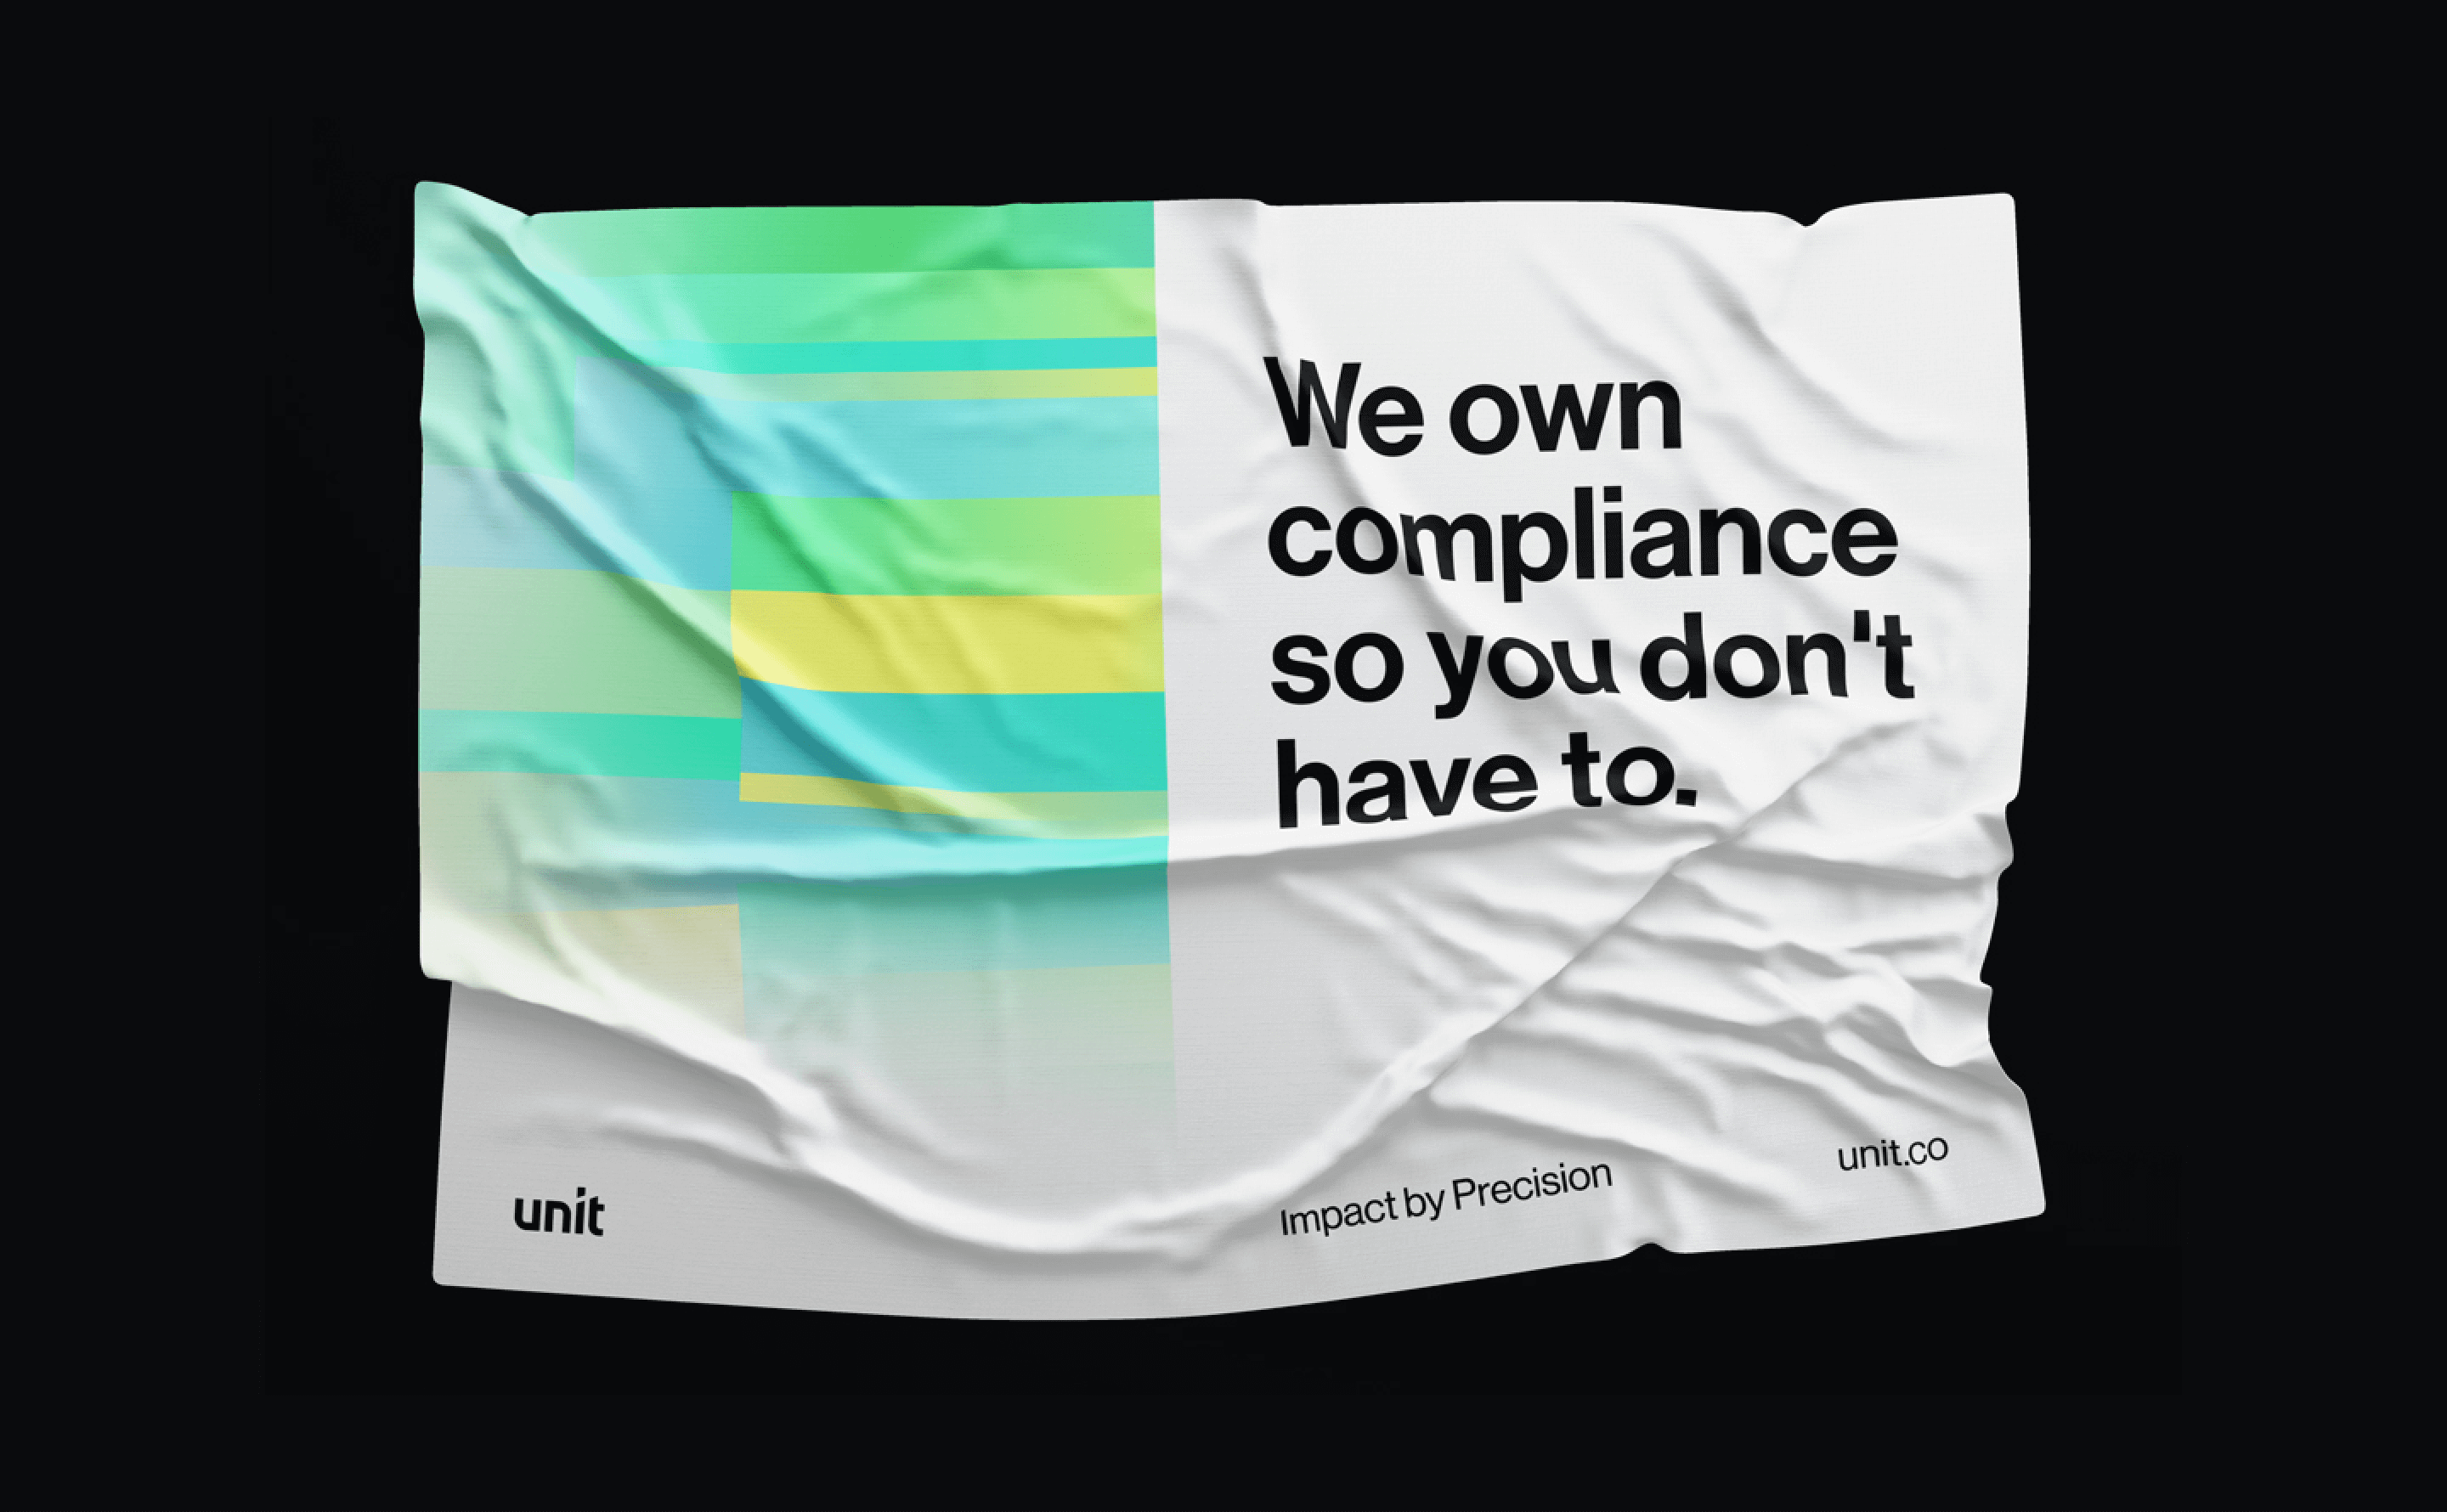 We own
compliance
so you don't
have to.
unit
Impact by Precision
unit.co